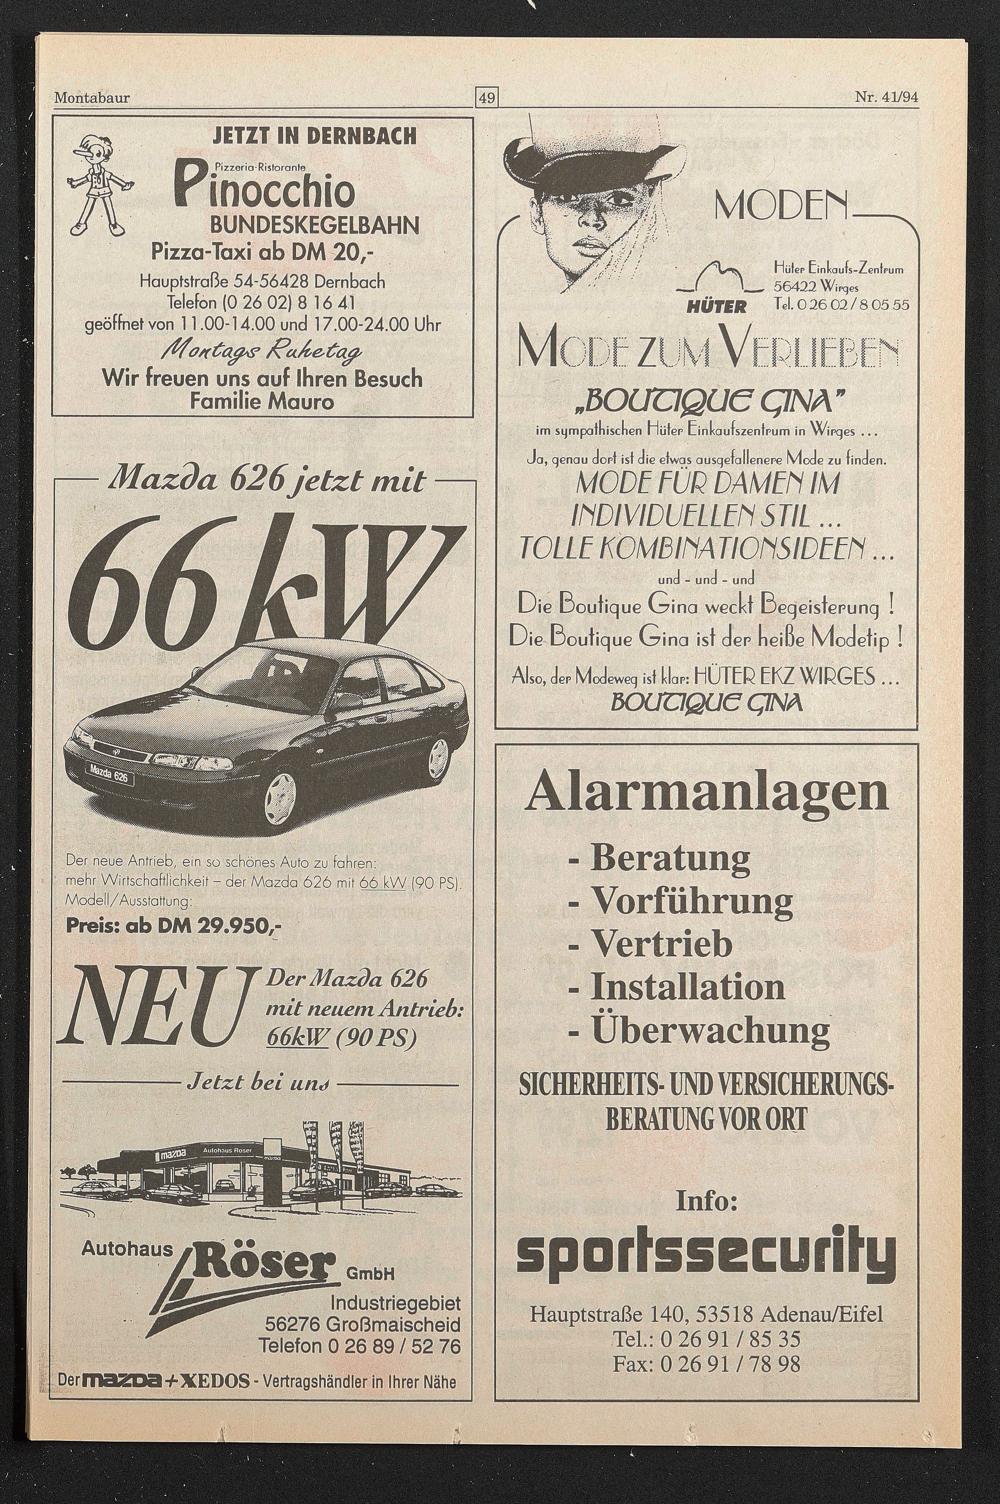 Montabaur
49
Nr. 41/94
JETZT IN DERNBACH
Pizzeria-Ristorante
Pinocchio
BUNDESKEGELBAHN
Pizza-Taxi ab DM 20,-
Hauptstraße 54-56428 Dernbach
Telefon (0 26 02) 8 16 41
geöffnet von 11.00-14.00 und 17.00-24.00 Uhr
Montags Ruhetag
Wir freuen uns auf Ihren Besuch
Familie Mauro
Mazda 626 jetzt mit
66 kW
Mazda 626
Der neue Antrieb, ein so schönes Auto zu fahren:
mehr Wirtschaftlichkeit – der Mazda 626 mit 66 kW (90 PS).
Modell/Ausstattung:
Preis: ab DM 29.950,-
NEU
Der Mazda 626
mit neuem Antrieb:
66kW (90 PS)
Jetzt bei uns
mazda
Autohaus Röser
Autohaus
Röser
GmbH
Industriegebiet
56276 Großmaischeid
Telefon 0 26 89 / 52 76
Der mazda + XEDOS - Vertragshändler in Ihrer Nähe
MODEN
HÜTER
Hüter Einkaufs-Zentrum
56422 Wirges
Tel. 0 26 02 / 8 05 55
MODE ZUM VERLIEBEN
„BOUTIQUE GINA"
im sympathischen Hüter Einkaufszentrum in Wirges ...
Ja, genau dort ist die etwas ausgefallenere Mode zu finden.
MODE FÜR DAMEN IM
INDIVIDUELLEN STIL ...
TOLLE KOMBINATIONSIDEEN ...
und - und - und
Die Boutique Gina weckt Begeisterung !
Die Boutique Gina ist der heiße Modetip !
Also, der Modeweg ist klar: HÜTER EKZ WIRGES ...
BOUTIQUE GINA
Alarmanlagen
- Beratung
- Vorführung
- Vertrieb
- Installation
- Überwachung
SICHERHEITS- UND VERSICHERUNGS-
BERATUNG VOR ORT
Info:
sportssecurity
Hauptstraße 140, 53518 Adenau/Eifel
Tel.: 0 26 91 / 85 35
Fax: 0 26 91 / 78 98